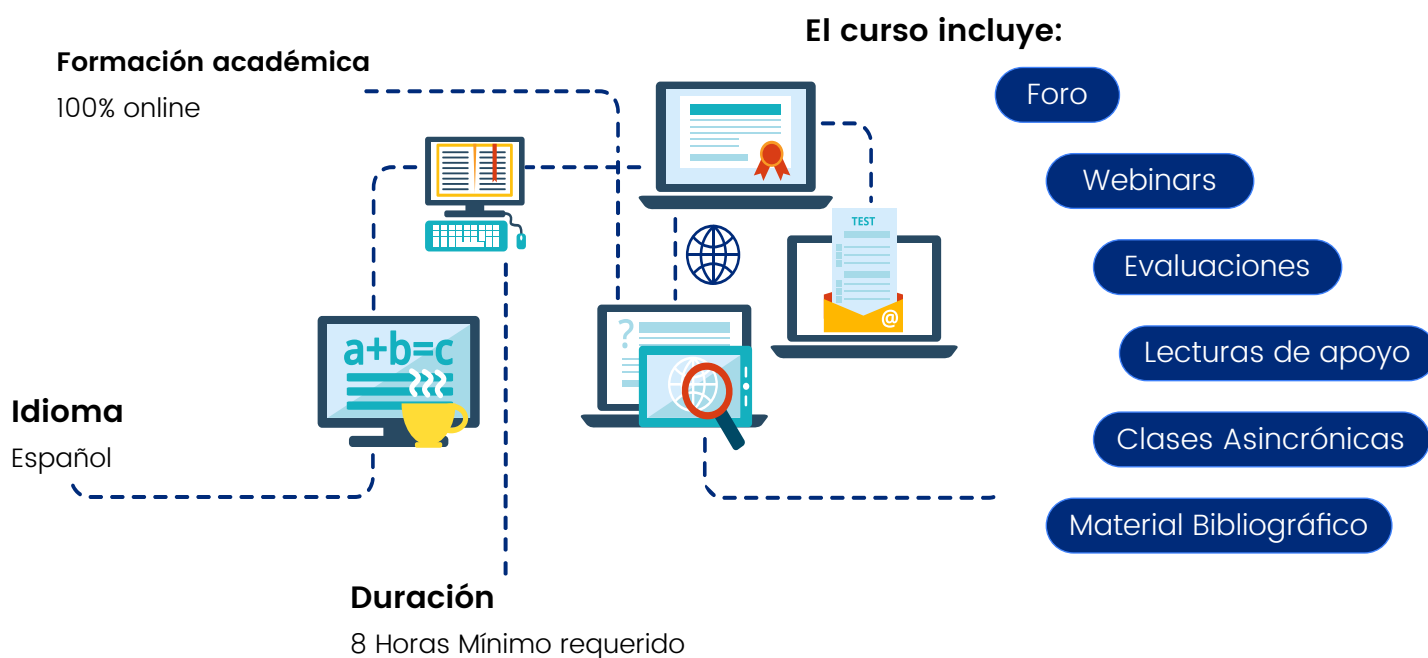 El curso incluye:
Formación académica
100% online
Foro
Webinars
Evaluaciones
Lecturas de apoyo
Clases Asincrónicas
Material Bibliográfico
TEST
@
?
a+b=c
Idioma
Español
Duración
8 Horas Mínimo requerido